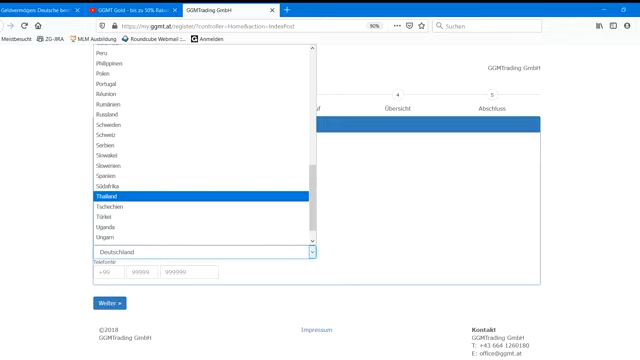 Geldvermögen: Deutsche bere
GGMT Gold - bis zu 50% Rabatt
GGMTrading GmbH
https://my.ggmt.at/register/?controller=Home&action=IndexPost
90%
Suchen
Meistbesucht
ZG-JIRA
MLM Ausbildung
Roundcube Webmail ::...
Anmelden
GGMTrading GmbH
Peru
Philippinen
Polen
Portugal
Réunion
Rumänien
Russland
Schweden
Schweiz
Serbien
Slowakei
Slowenien
Spanien
Südafrika
Thailand
Tschechien
Türkei
Uganda
Ungarn
4
5
Übersicht
Abschluss
Deutschland
+99
99999
999999
Weiter »
©2018
GGMTrading GmbH
Impressum
Kontakt
GGMTrading GmbH
T: +43 664 1260180
E: office@ggmt.at